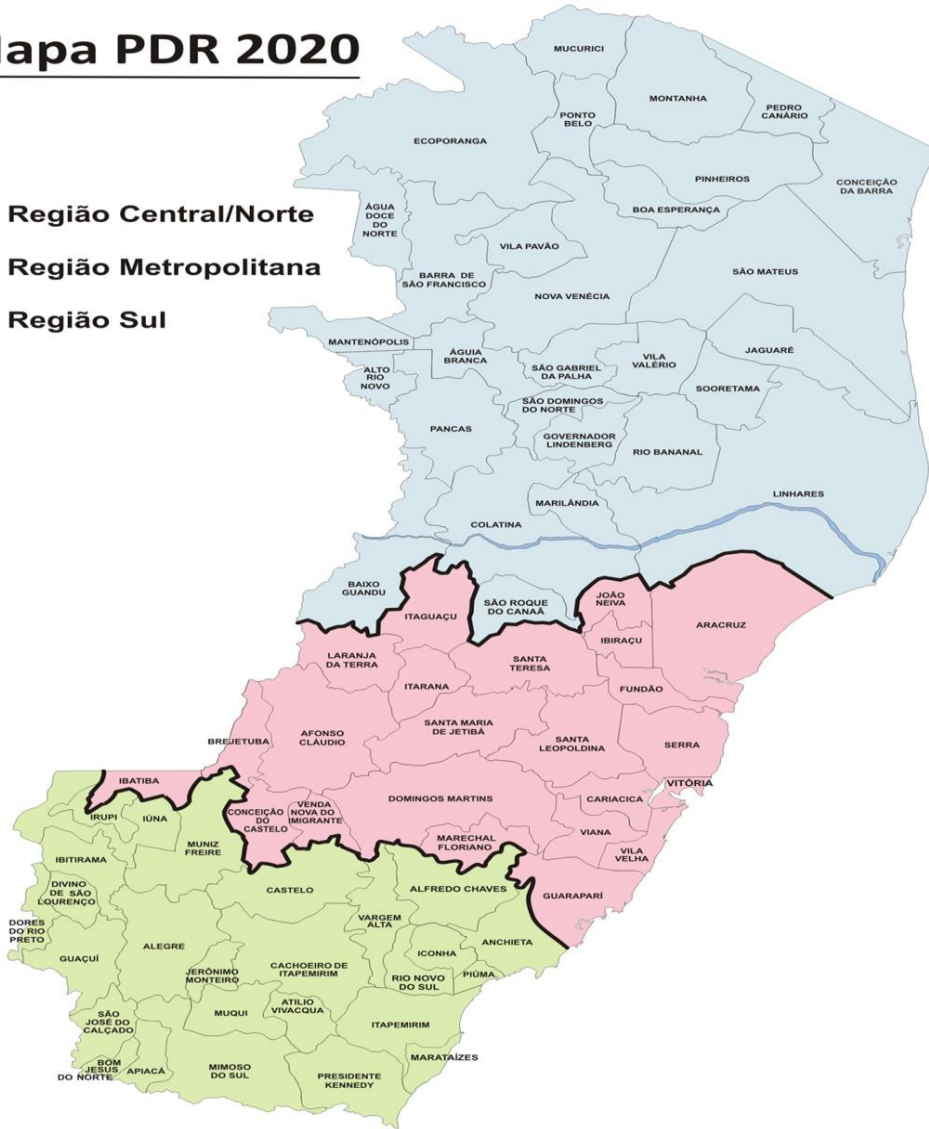 lapa PDR 2020
Região Central/Norte
Região Metropolitana
Região Sul
MUCURICI
MONTANHA
PEDRO
CANÁRIO
PONTO
BELO
ECOPORANGA
PINHEIROS
CONCEIÇÃO
DA BARRA
ÁGUA
DOCE
DO
NORTE
BOA ESPERANÇA
VILA PAVÃO
BARRA DE
SÃO FRANCISCO
SÃO MATEUS
NOVA VENÉCIA
MANTENÓPOLIS
ÁGUIA
BRANCA
JAGUARÉ
VILA
VALÉRIO
SÃO GABRIEL
DA PALHA
ALTO
RIO
NOVO
SOORETAMA
SÃO DOMINGOS
DO NORTE
PANCAS
GOVERNADOR
LINDENBERG
RIO BANANAL
LINHARES
MARILÂNDIA
COLATINA
BAIXO
GUANDU
ITAGUAÇU
SÃO ROQUE
DO CANAÃ
JOÃO
NEIVA
ARACRUZ
IBIRAÇU
LARANJA
DA TERRA
SANTA
TERESA
ITARANA
FUNDÃO
SANTA MARIA
DE JETIBÁ
AFONSO
CLÁUDIO
BREJETUBA
SANTA
LEOPOLDINA
SERRA
IBATIBA
VITÓRIA
DOMINGOS MARTINS
CARIACICA
CONCEIÇÃO
DO
CASTELO
VENDA
NOVA DO
IMIGRANTE
IRUPI
IÚNA
VIANA
MARECHAL
FLORIANO
MUNIZ
FREIRE
VILA
VELHA
IBITIRAMA
DIVINO
DE SÃO
LOURENÇO
CASTELO
ALFREDO CHAVES
GUARAPARÍ
VARGEM
ALTA
DORES
DO RIO
PRETO
ALEGRE
ANCHIETA
ICONHA
GUAÇUÍ
JERÔNIMO
MONTEIRO
CACHOEIRO DE
ITAPEMIRIM
PIÚMA
RIO NOVO
DO SUL
ATILIO
VIVACQUA
MUQUI
SÃO
JOSÉ DO
CALÇADO
ITAPEMIRIM
MARATAÍZES
BOM
JESUS
DO NORTE
APIACÁ
MIMOSO
DO SUL
PRESIDENTE
KENNEDY